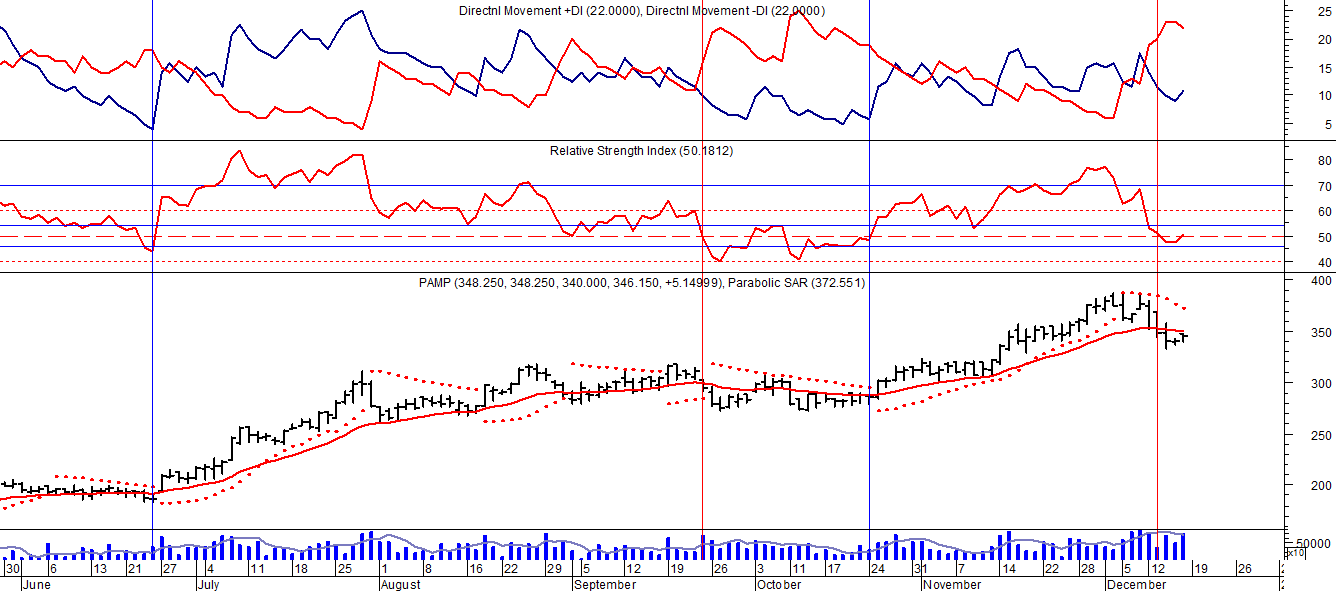 Directnl Movement +DI (22.0000), Directnl Movement -DI (22.0000)
25
20
15
10
5
Relative Strength Index (50.1812)
80
70
60
50
40
PAMP (348.250, 348.250, 340.000, 346.150, +5.14999), Parabolic SAR (372.551)
400
350
300
250
200
50000
x10
30 6 13 21 27 4 11 18 25 1 8 16 22 29 5 12 19 26 3 11 17 24 31 7 14 22 28 5 12 19 26
June July August September October November December